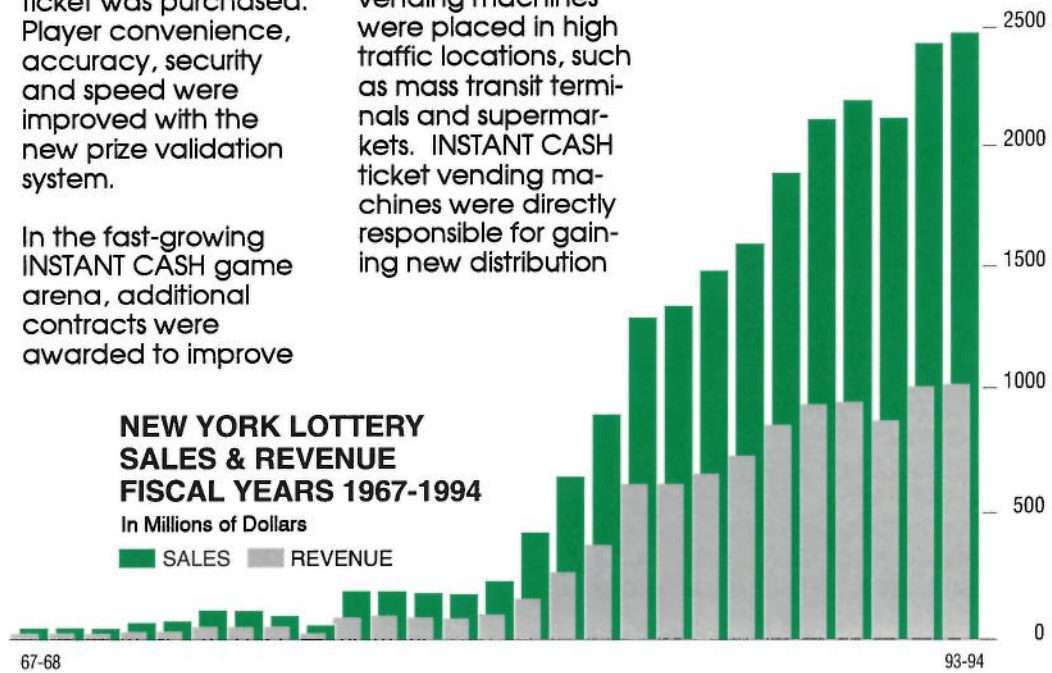 ticket was purchased.
Player convenience,
accuracy, security
and speed were
improved with the
new prize validation
system.
In the fast-growing
INSTANT CASH game
arena, additional
contracts were
awarded to improve
vending machines
were placed in high
traffic locations, such
as mass transit termi-
nals and supermar-
kets. INSTANT CASH
ticket vending ma-
chines were directly
responsible for gain-
ing new distribution
NEW YORK LOTTERY
SALES & REVENUE
FISCAL YEARS 1967-1994
In Millions of Dollars
SALES REVENUE
2500
2000
1500
1000
500
0
67-68 93-94